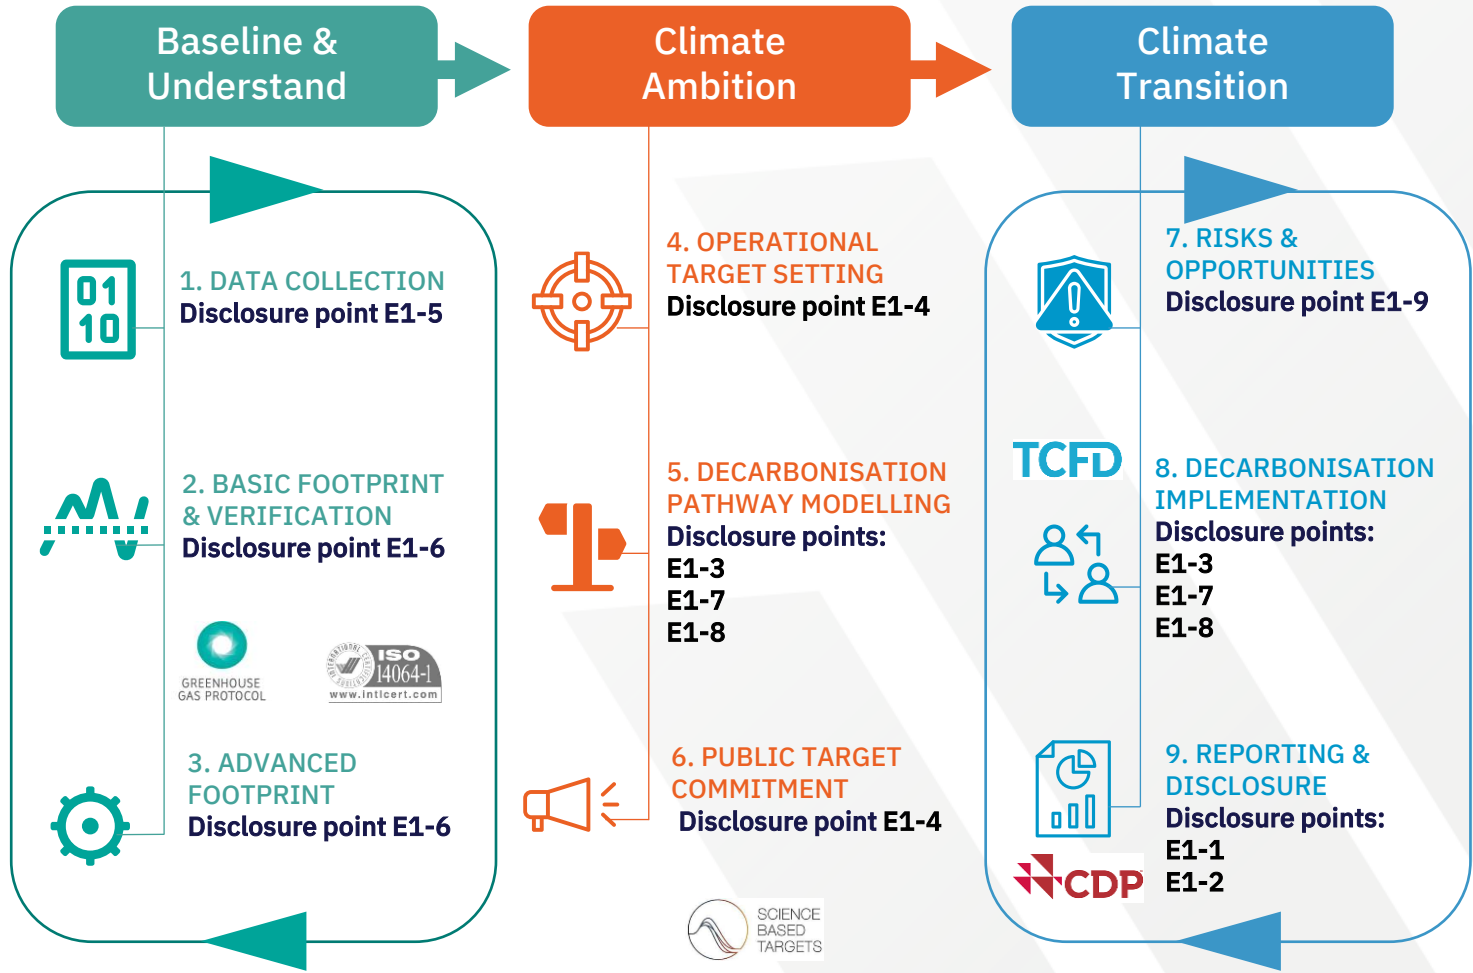 Baseline &
Understand
Climate
Ambition
Climate
Transition
01
10
1. DATA COLLECTION
Disclosure point E1-5
2. BASIC FOOTPRINT
& VERIFICATION
Disclosure point E1-6
GREENHOUSE
GAS PROTOCOL
INTERNATIONAL CERTIFICATIONS
ISO
14064-1
www.intlcert.com
3. ADVANCED
FOOTPRINT
Disclosure point E1-6
4. OPERATIONAL
TARGET SETTING
Disclosure point E1-4
5. DECARBONISATION
PATHWAY MODELLING
Disclosure points:
E1-3
E1-7
E1-8
6. PUBLIC TARGET
COMMITMENT
Disclosure point E1-4
SCIENCE
BASED
TARGETS
7. RISKS &
OPPORTUNITIES
Disclosure point E1-9
TCFD
8. DECARBONISATION
IMPLEMENTATION
Disclosure points:
E1-3
E1-7
E1-8
9. REPORTING &
DISCLOSURE
Disclosure points:
E1-1
E1-2
CDP